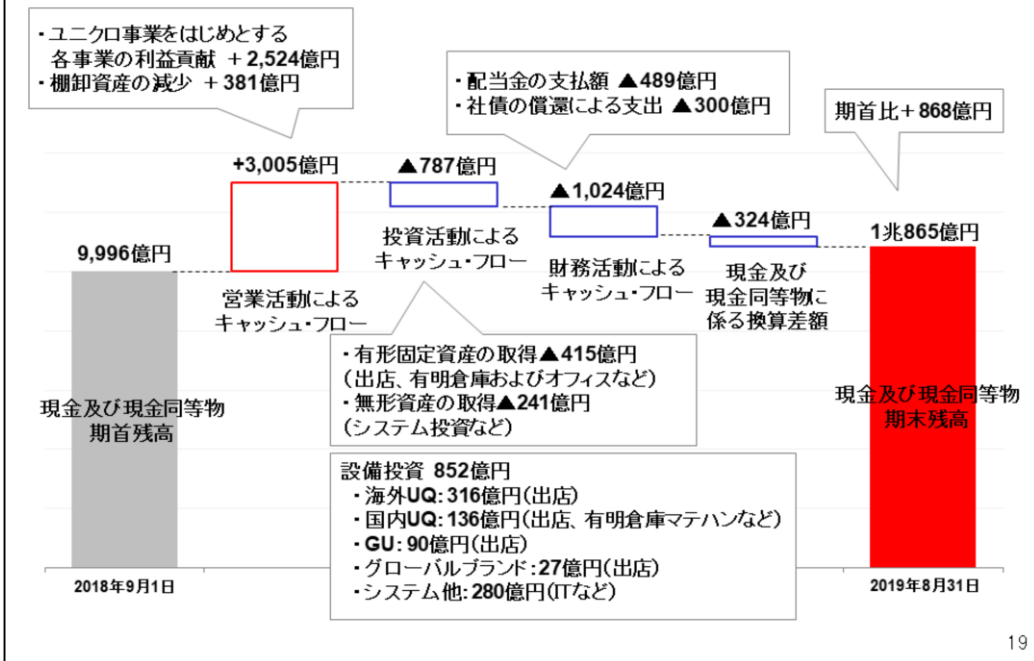 ・ユニクロ事業をはじめとする
各事業の利益貢献 ＋2,524億円
・棚卸資産の減少 ＋381億円
・配当金の支払額 ▲489億円
・社債の償還による支出 ▲300億円
期首比＋868億円
+3,005億円
▲787億円
▲1,024億円
▲324億円
1兆865億円
9,996億円
営業活動による
キャッシュ・フロー
投資活動による
キャッシュ・フロー
財務活動による
キャッシュ・フロー
現金及び
現金同等物に
係る換算差額
・有形固定資産の取得▲415億円
(出店、有明倉庫およびオフィスなど)
・無形資産の取得▲241億円
(システム投資など)
現金及び現金同等物
期首残高
現金及び現金同等物
期末残高
設備投資 852億円
・海外UQ：316億円(出店)
・国内UQ：136億円(出店、有明倉庫マテハンなど)
・GU：90億円(出店)
・グローバルブランド：27億円(出店)
・システム他：280億円(ITなど)
2018年9月1日
2019年8月31日
19